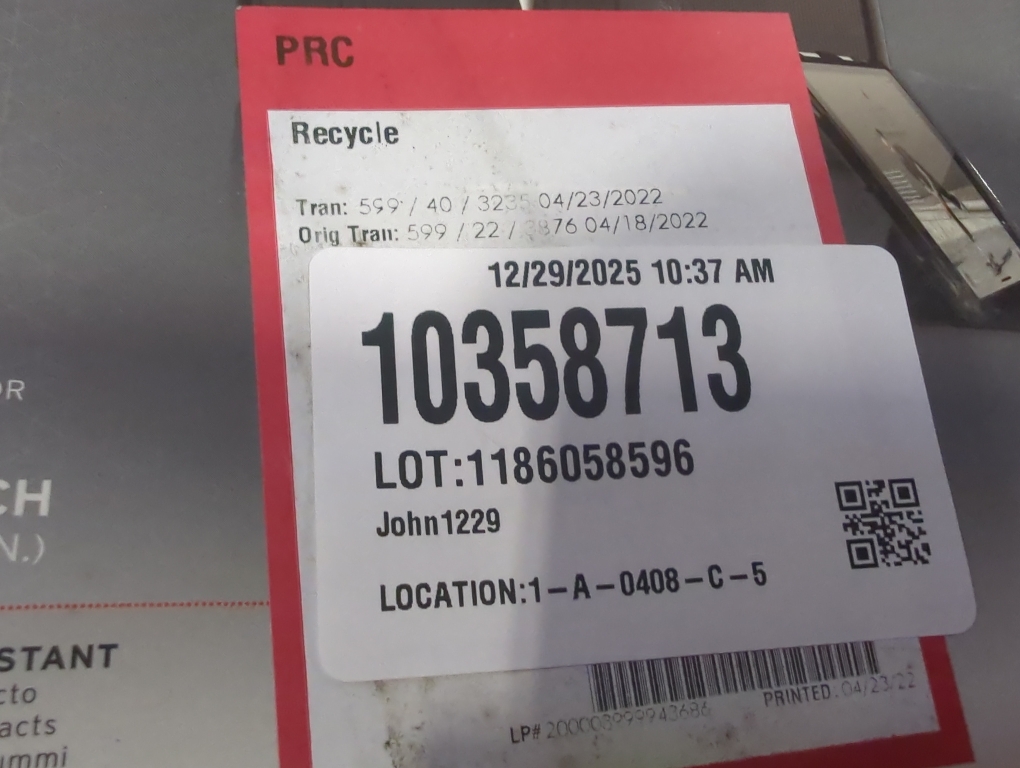 PRC
Recycle
Tran: 599 / 40 / 3235 04/23/2022
Orig Tran: 599 / 22 / 04/18/2022
12/29/2025 10:37 AM
10358713
LOT:1186058596
John1229
LOCATION:1-A-0408-C-5
PRINTED: 04/23/22
LP# 200008999943686
OR
CH
N.)
STANT
cto
acts
ummi